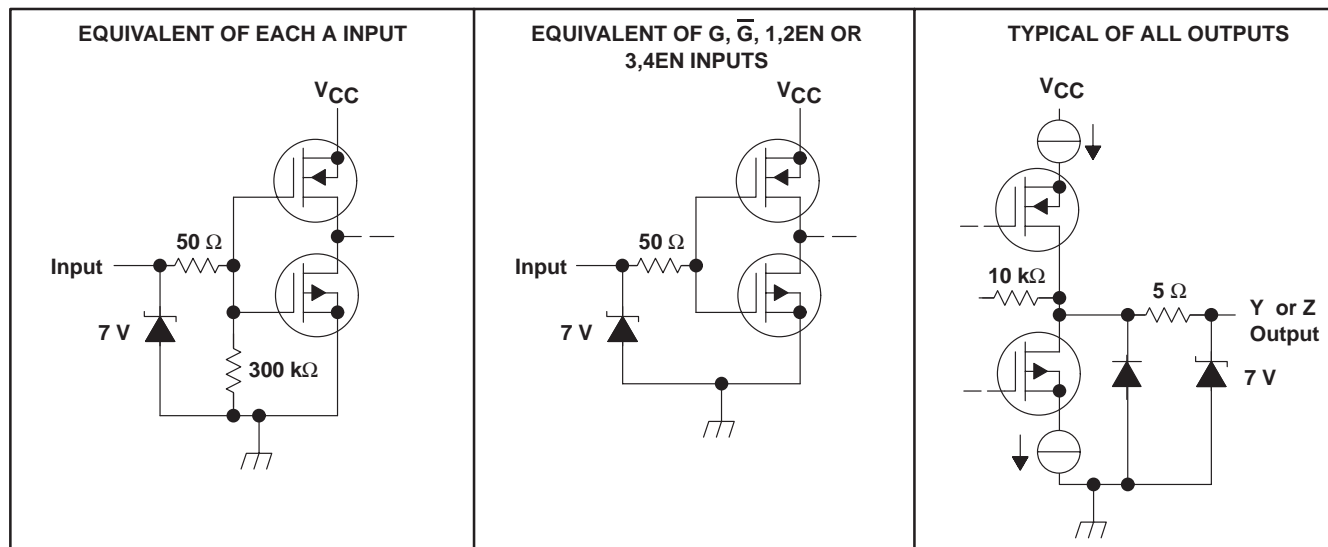 EQUIVALENT OF EACH A INPUT
VCC
50 Ω
Input
7 V
300 kΩ
EQUIVALENT OF G, G̅, 1,2EN OR
3,4EN INPUTS
VCC
50 Ω
Input
7 V
TYPICAL OF ALL OUTPUTS
VCC
10 kΩ
5 Ω
Y or Z
Output
7 V